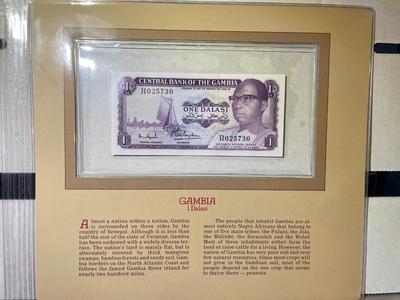 CENTRAL BANK OF THE GAMBIA
R025730
ONE DALASI
R025730
GAMBIA
1 Dalasi
Almost a nation within a nation, Gambia
is surrounded on three sides by the
country of Senegal. Although it is less than
half the size of the state of Vermont, Gambia
has been endowed with a widely diverse ter-
rain. The nation's land is mainly flat, but is
alternatively covered by thick mangrove
swamps, bamboo forests and sandy soil. Gam-
bia borders on the North Atlantic Coast and
follows the famed Gambia River inland for
nearly two hundred miles.
The people that inhabit Gambia are al-
most entirely Negro Africans that belong to
one of five main tribes: the Fulani, the Jola,
the Malinke, the Seraculeh and the Wolof.
Most of these inhabitants either farm the
land or raise cattle for a living. However, the
nation of Gambia has very poor soil and very
few natural resources. Since most crops will
not grow in the Gambian soil, most of the
people depend on the one crop that seems
to thrive there — peanuts.